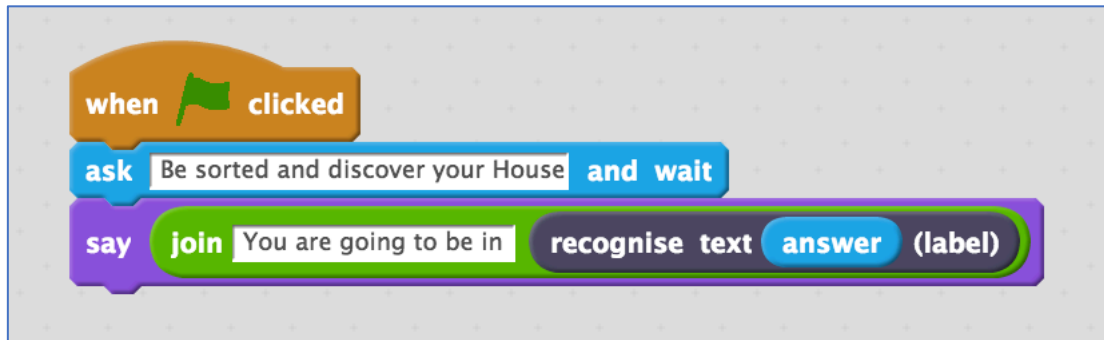 when clicked
ask Be sorted and discover your House and wait
say join You are going to be in recognise text answer (label)